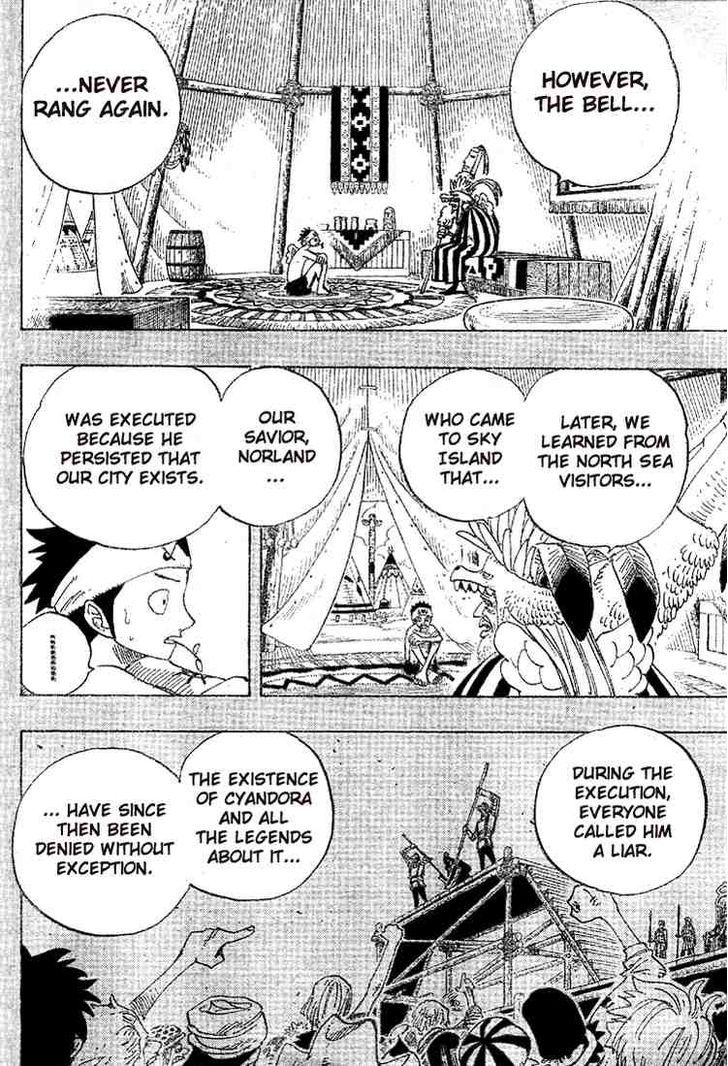 HOWEVER,
THE BELL...
...NEVER
RANG AGAIN.
LATER, WE
LEARNED FROM
THE NORTH SEA
VISITORS...
WHO CAME
TO SKY
ISLAND
THAT...
OUR
SAVIOR,
NORLAND
...
WAS EXECUTED
BECAUSE HE
PERSISTED THAT
OUR CITY EXISTS.
.........
DURING THE
EXECUTION,
EVERYONE
CALLED HIM
A LIAR.
THE EXISTENCE
OF CYANDORA
AND ALL
THE LEGENDS
ABOUT IT...
... HAVE SINCE
THEN BEEN
DENIED WITHOUT
EXCEPTION.